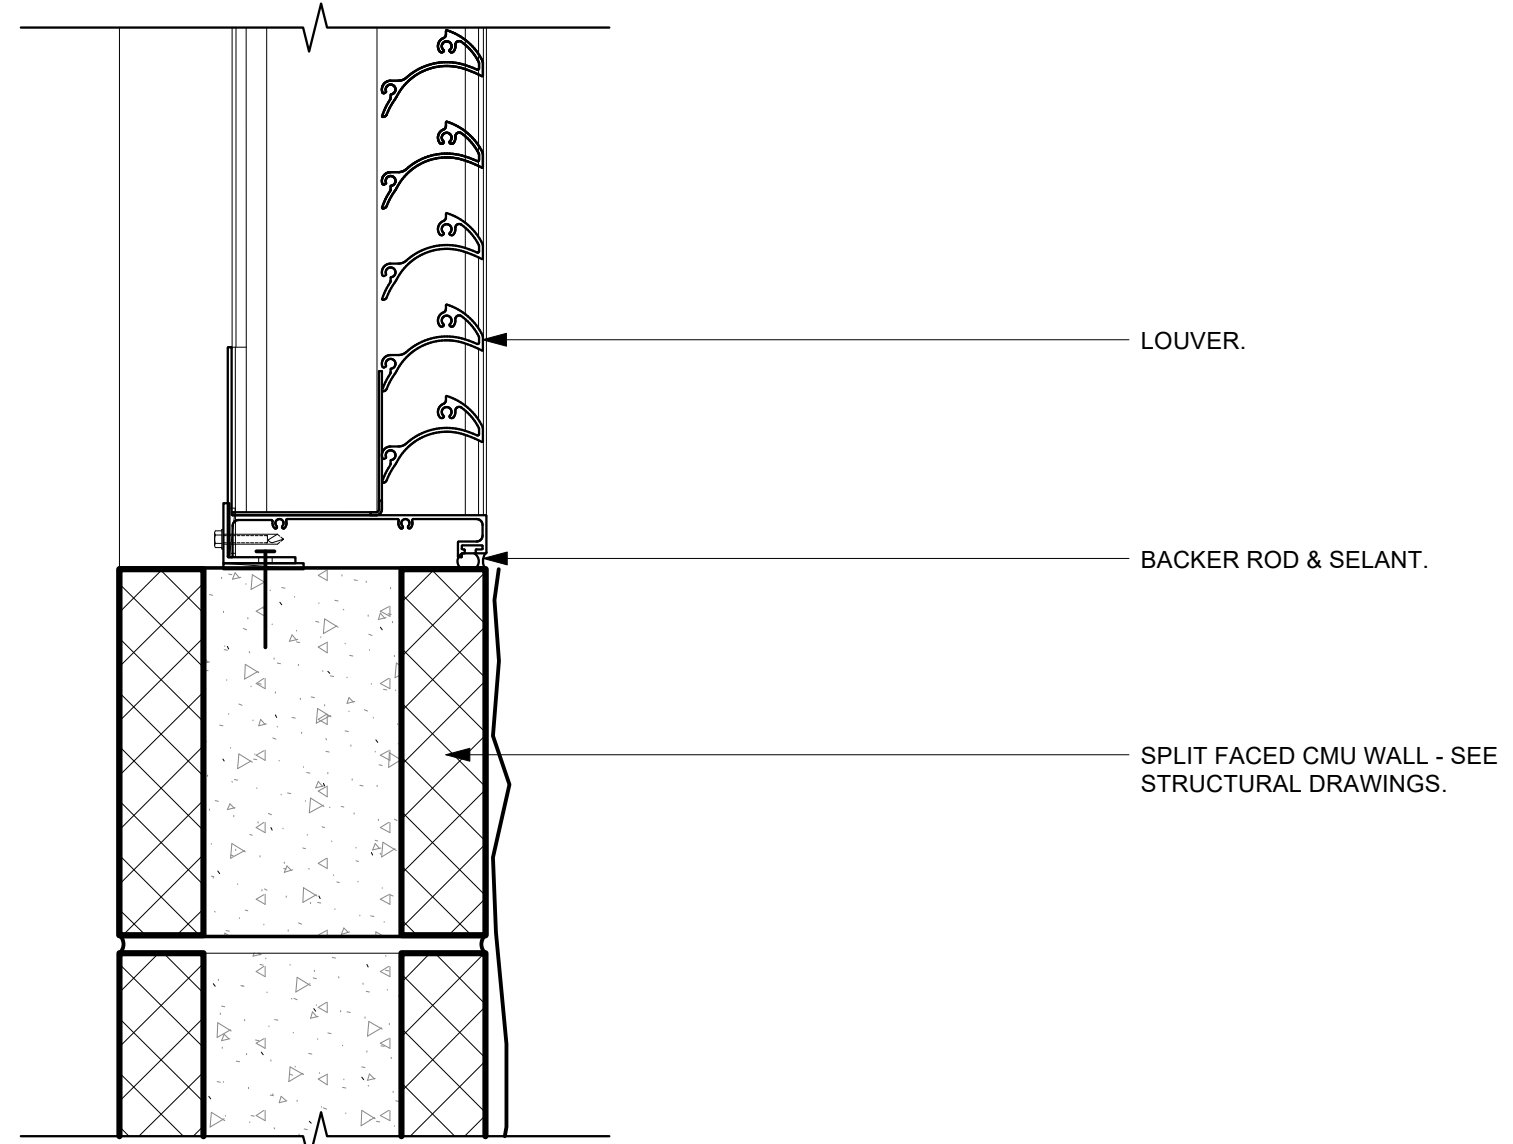 LOUVER.
BACKER ROD & SELANT.
SPLIT FACED CMU WALL - SEE
STRUCTURAL DRAWINGS.